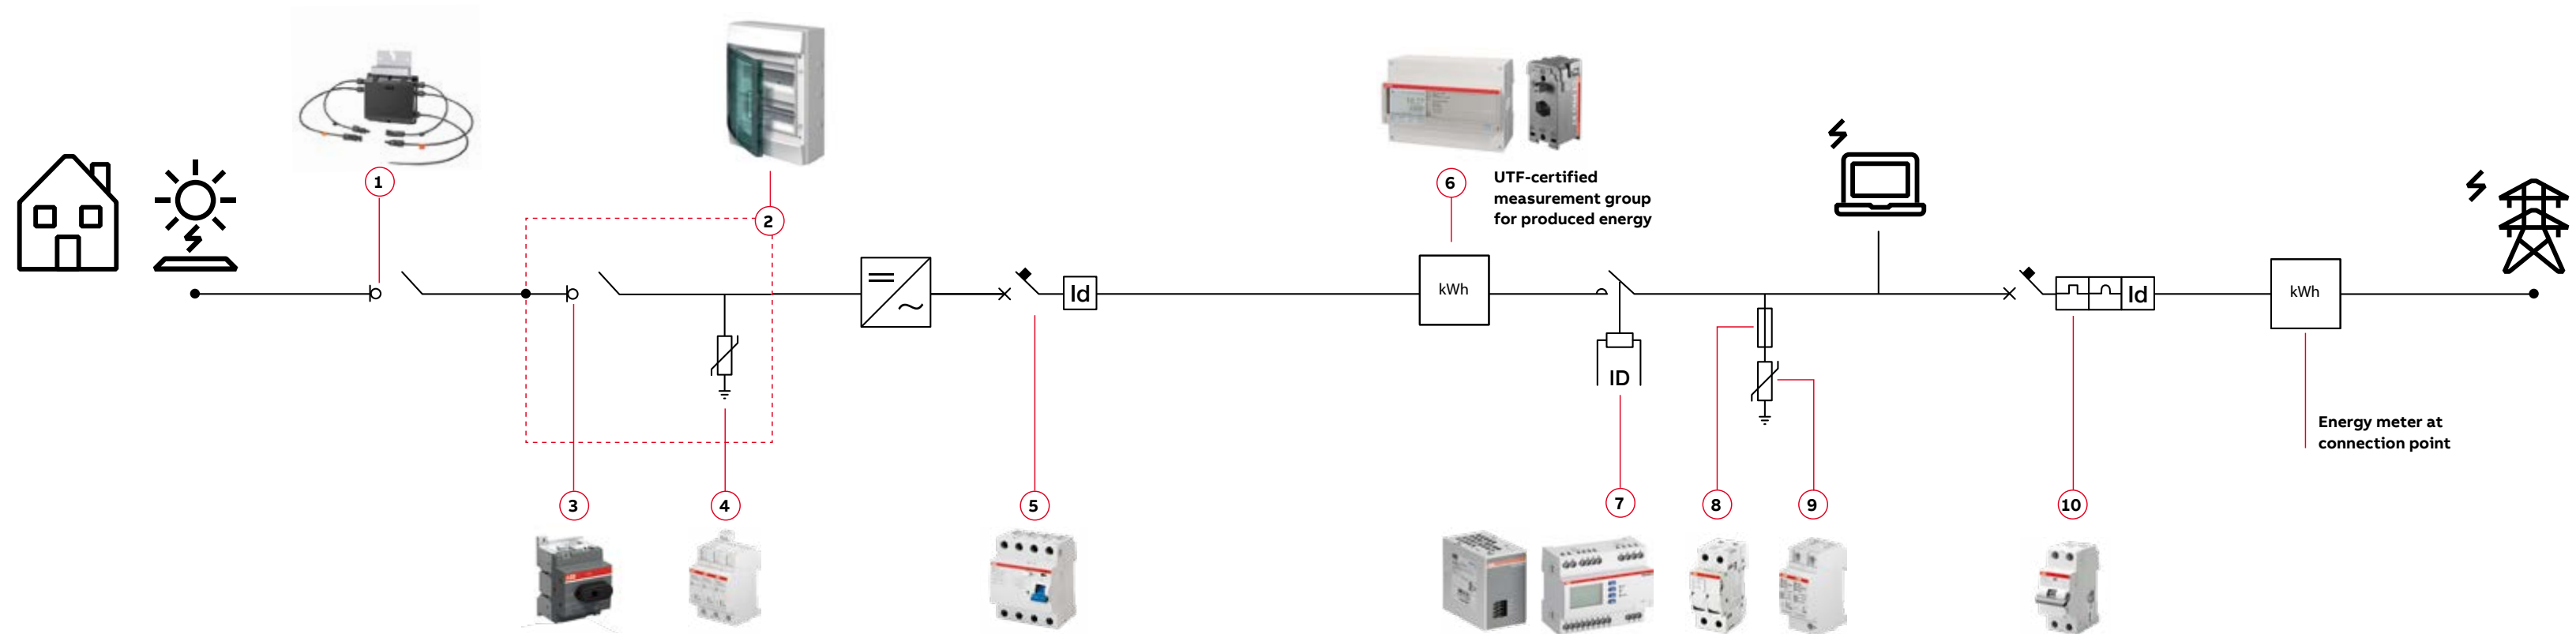 1
2
6
UTF-certified
measurement group
for produced energy
Id
kWh
Id
kWh
ID
Energy meter at
connection point
3
4
5
7
8
9
10
ABB